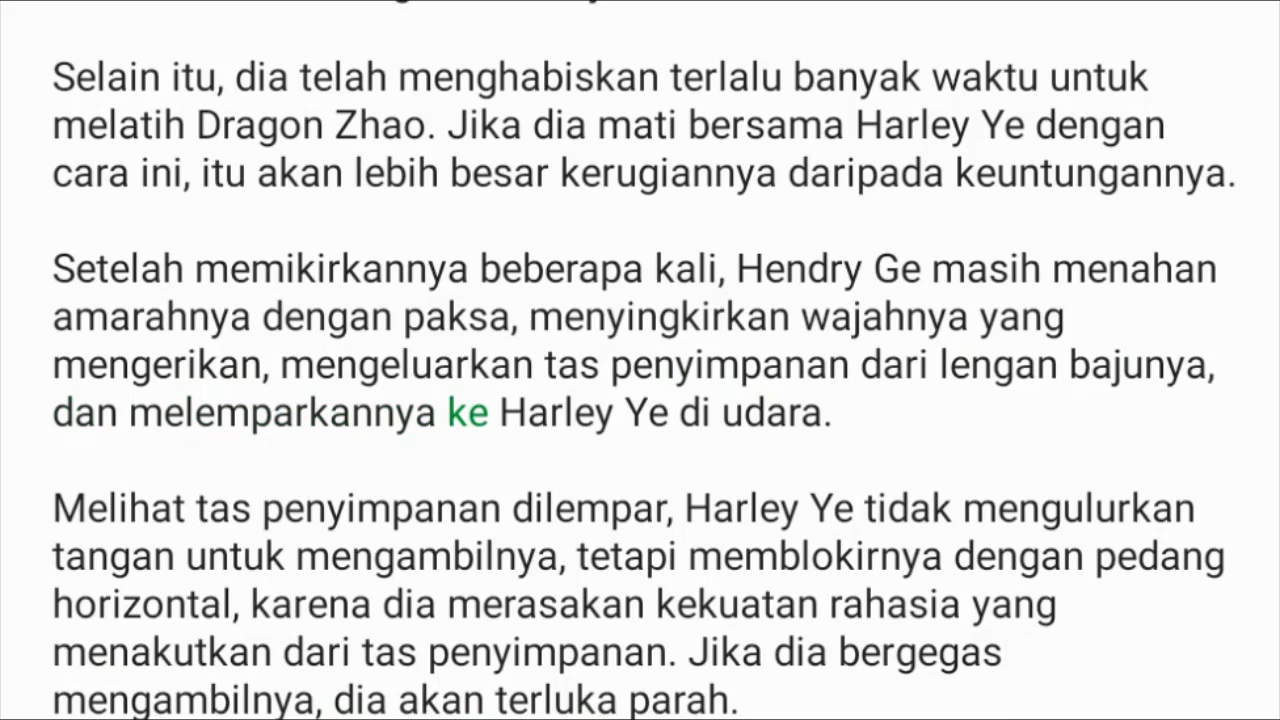 Selain itu, dia telah menghabiskan terlalu banyak waktu untuk
melatih Dragon Zhao. Jika dia mati bersama Harley Ye dengan
cara ini, itu akan lebih besar kerugiannya daripada keuntungannya.
Setelah memikirkannya beberapa kali, Hendry Ge masih menahan
amarahnya dengan paksa, menyingkirkan wajahnya yang
mengerikan, mengeluarkan tas penyimpanan dari lengan bajunya,
dan melemparkannya ke Harley Ye di udara.
Melihat tas penyimpanan dilempar, Harley Ye tidak mengulurkan
tangan untuk mengambilnya, tetapi memblokirnya dengan pedang
horizontal, karena dia merasakan kekuatan rahasia yang
menakutkan dari tas penyimpanan. Jika dia bergegas
mengambilnya, dia akan terluka parah.